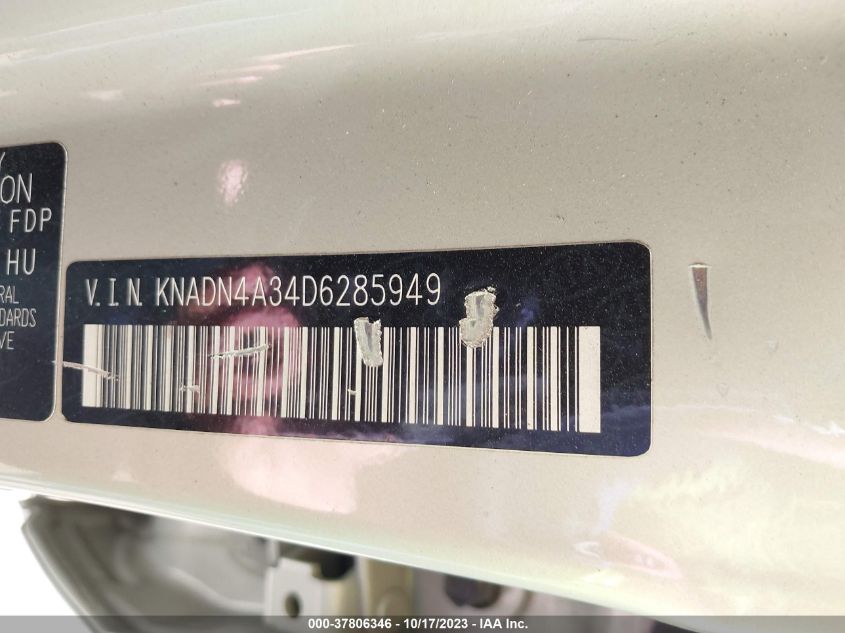 Y
ON
FDP
HU
RAL
DARDS
VE
V.I.N. KNADN4A34D6285949
000-37806346 | 10/17/2023 | IAA Inc.